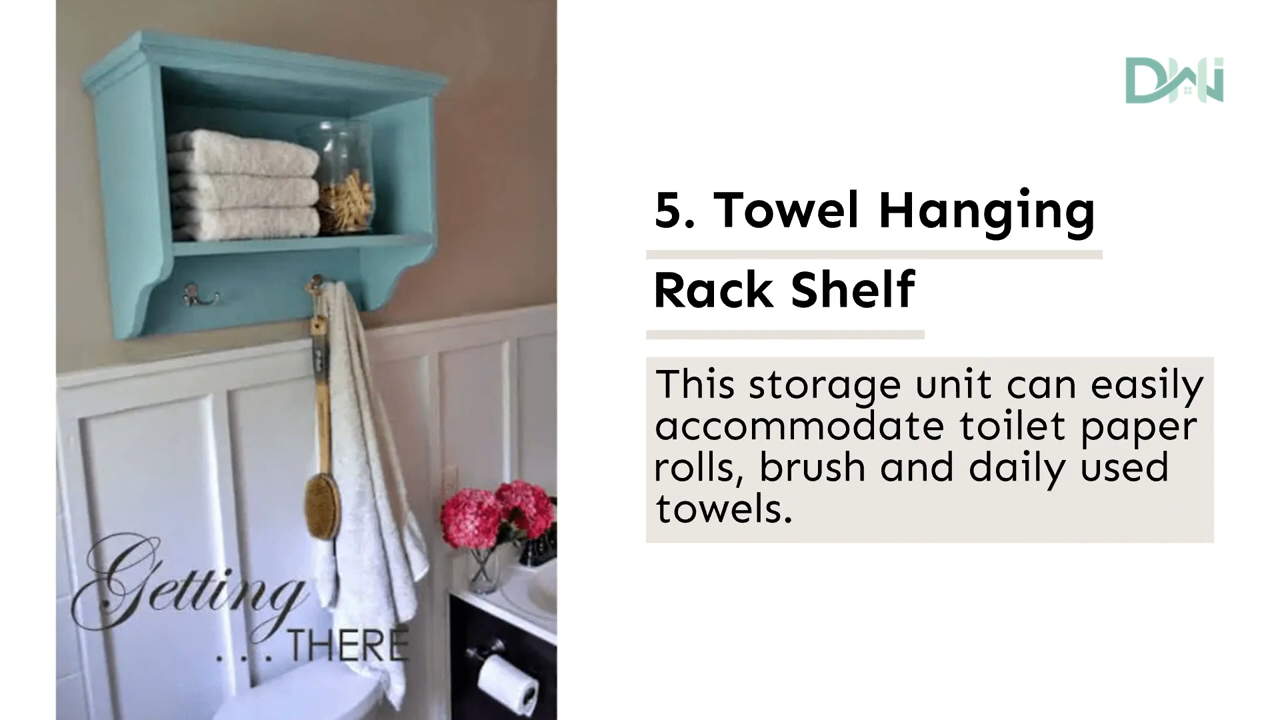 DHI
5. Towel Hanging
Rack Shelf
This storage unit can easily
accommodate toilet paper
rolls, brush and daily used
towels.
Getting
...THERE